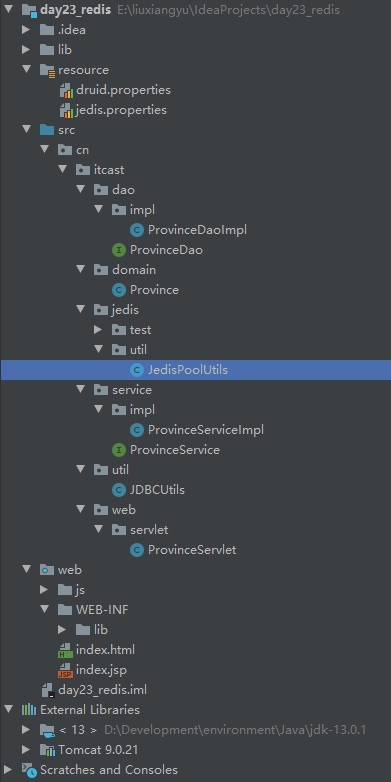 day23_redis E:\liuxiangyu\IdeaProjects\day23_redis
.idea
lib
resource
druid.properties
jedis.properties
src
cn
itcast
dao
impl
ProvinceDaoImpl
ProvinceDao
domain
Province
jedis
test
util
JedisPoolUtils
service
impl
ProvinceServiceImpl
ProvinceService
util
JDBCUtils
web
servlet
ProvinceServlet
web
js
WEB-INF
lib
index.html
index.jsp
day23_redis.iml
External Libraries
< 13 > D:\Development\environment\Java\jdk-13.0.1
Tomcat 9.0.21
Scratches and Consoles